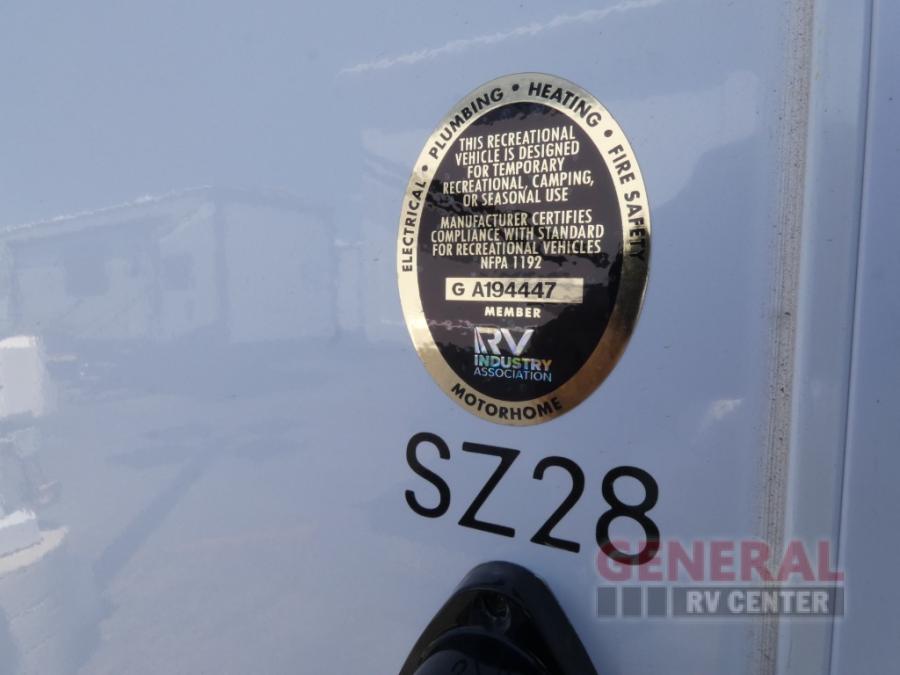 ELECTRICAL • PLUMBING • HEATING • FIRE SAFETY
THIS RECREATIONAL
VEHICLE IS DESIGNED
FOR TEMPORARY
RECREATIONAL, CAMPING,
OR SEASONAL USE
MANUFACTURER CERTIFIES
COMPLIANCE WITH STANDARD
FOR RECREATIONAL VEHICLES
NFPA 1192
G A194447
MEMBER
RV
INDUSTRY
ASSOCIATION
MOTORHOME
SZ28
GENERAL
RV CENTER